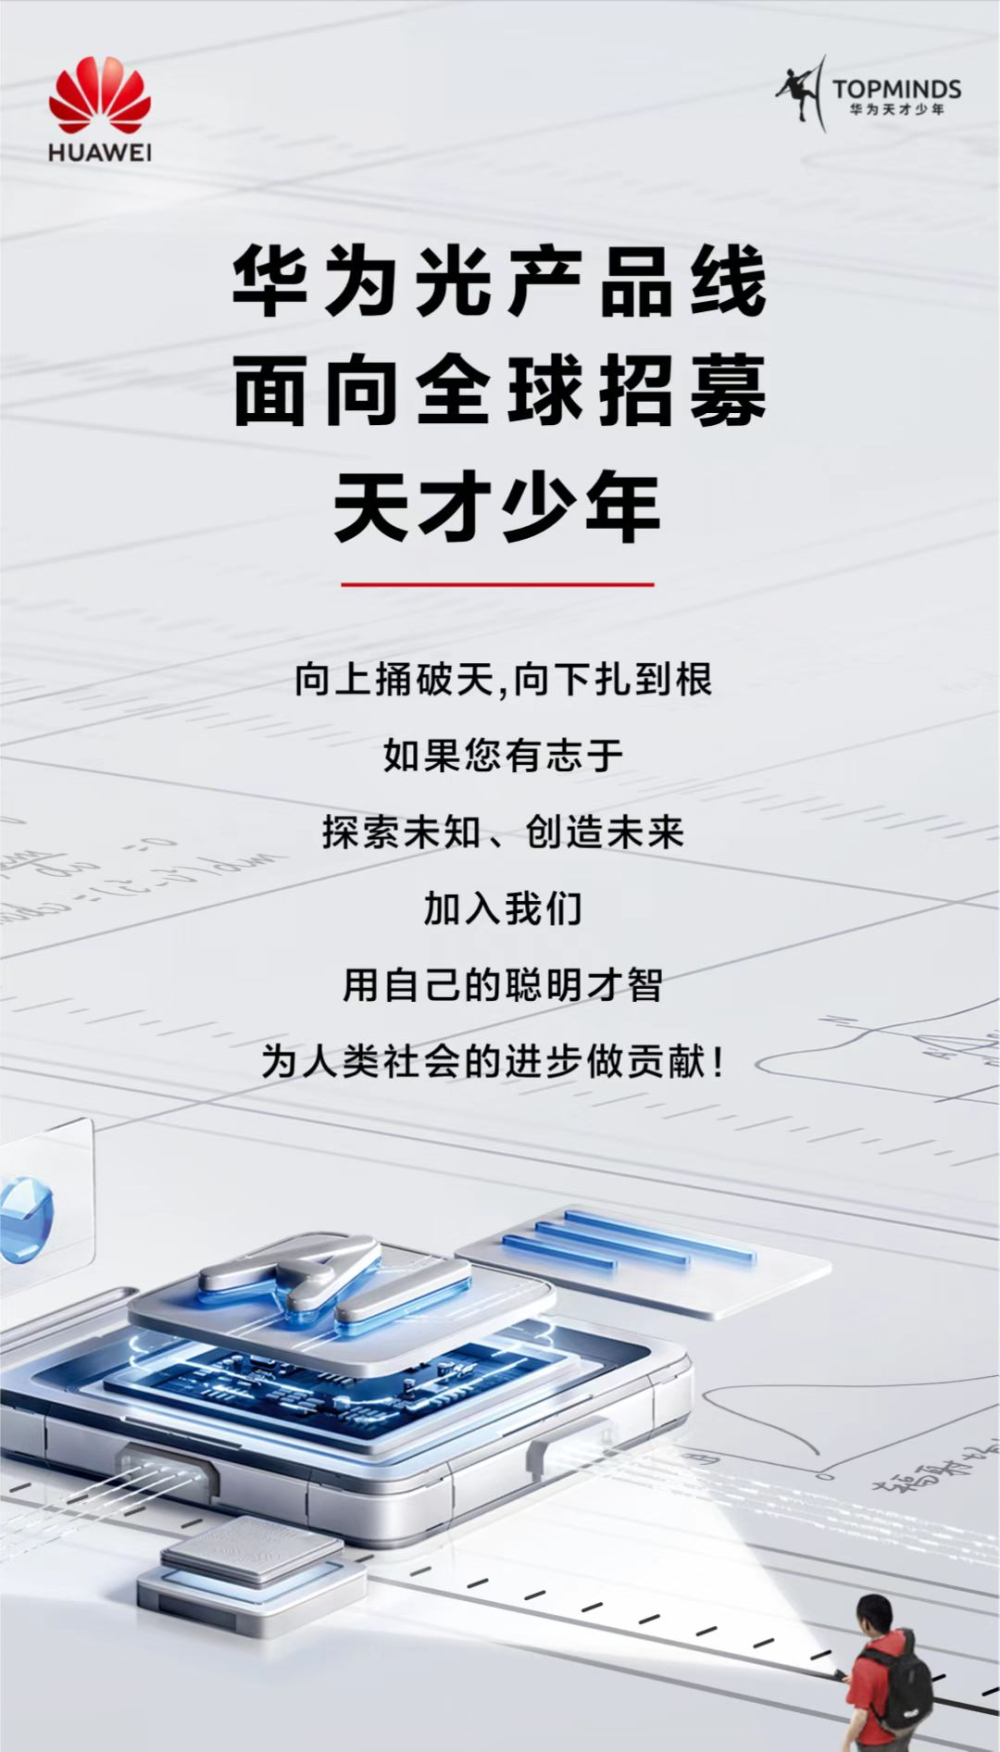 HUAWEI
TOPMINDS
华为天才少年
华为光产品线
面向全球招募
天才少年
向上捅破天,向下扎到根
如果您有志于
探索未知、创造未来
加入我们
用自己的聪明才智
为人类社会的进步做贡献！
AI